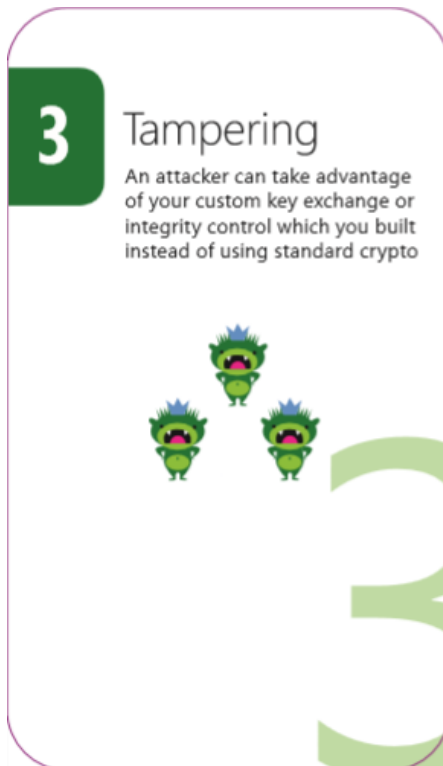 3
Tampering
An attacker can take advantage
of your custom key exchange or
integrity control which you built
instead of using standard crypto
3